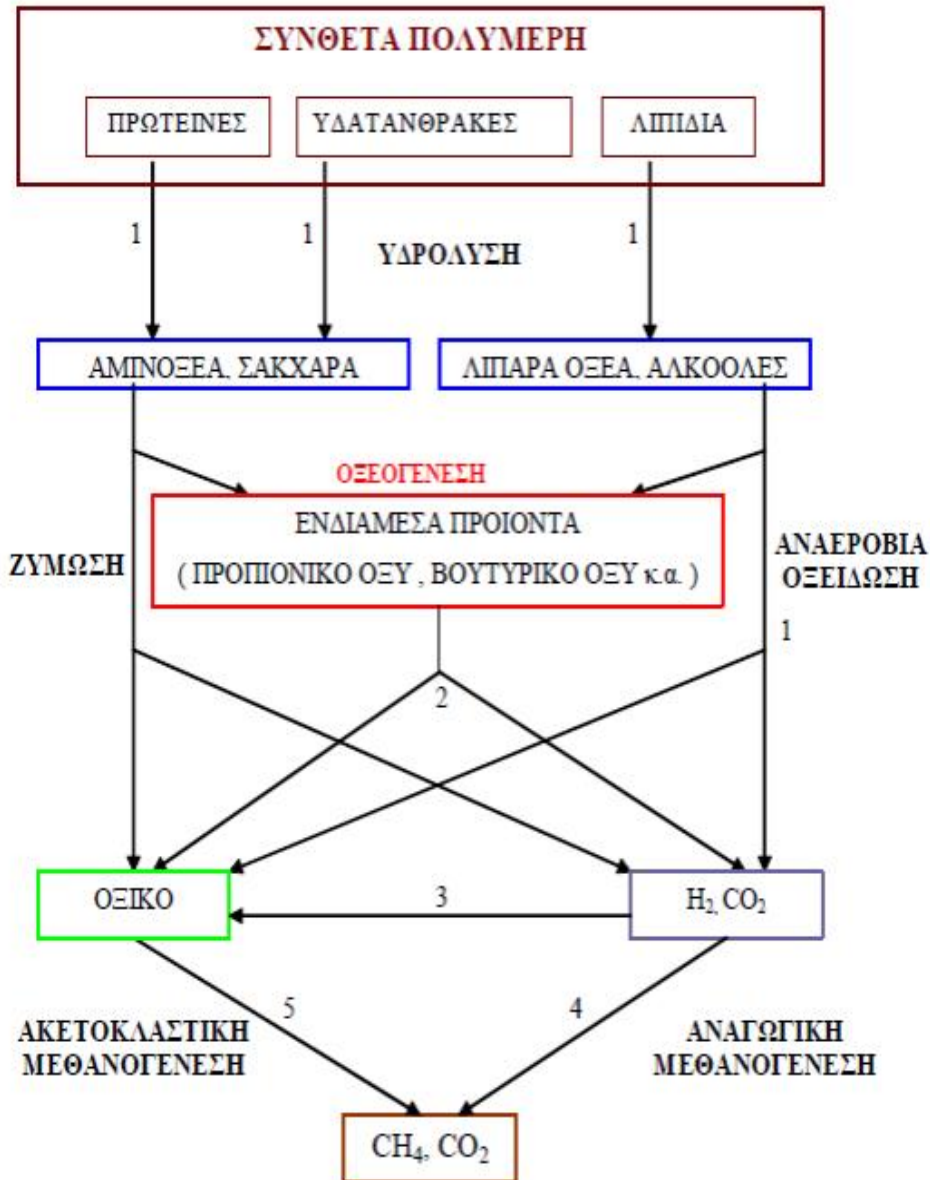 ΣΥΝΘΕΤΑ ΠΟΛΥΜΕΡΗ
ΠΡΩΤΕΙΝΕΣ
ΥΔΑΤΑΝΘΡΑΚΕΣ
ΛΙΠΙΔΙΑ
1
1
1
ΥΔΡΟΛΥΣΗ
ΑΜΙΝΟΞΕΑ, ΣΑΚΧΑΡΑ
ΛΙΠΑΡΑ ΟΞΕΑ, ΑΛΚΟΟΛΕΣ
ΟΞΕΟΓΕΝΕΣΗ
ΕΝΔΙΑΜΕΣΑ ΠΡΟΙΟΝΤΑ
( ΠΡΟΠΙΟΝΙΚΟ ΟΞΥ , ΒΟΥΤΥΡΙΚΟ ΟΞΥ κ.α. )
ΖΥΜΩΣΗ
ΑΝΑΕΡΟΒΙΑ
ΟΞΕΙΔΩΣΗ
1
2
ΟΞΙΚΟ
3
H₂, CO₂
5
4
ΑΚΕΤΟΚΛΑΣΤΙΚΗ
ΜΕΘΑΝΟΓΕΝΕΣΗ
ΑΝΑΓΩΓΙΚΗ
ΜΕΘΑΝΟΓΕΝΕΣΗ
CH₄, CO₂